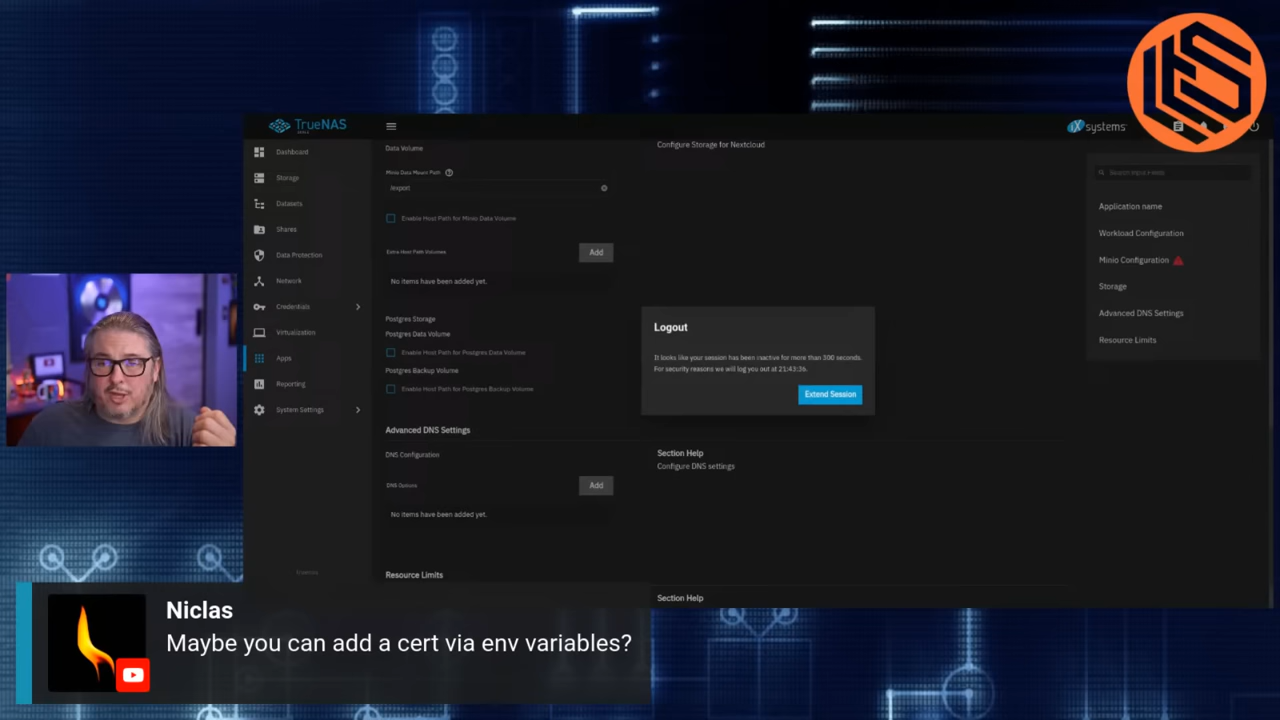 TrueNAS
SCALE
iX systems
Dashboard
Storage
Datasets
Shares
Data Protection
Network
Credentials
Virtualization
Apps
Reporting
System Settings
Data Volume
Minio Data Mount Path
/export
Enable Host Path for Minio Data Volume
Extra Host Path Volumes
Add
No items have been added yet.
Postgres Storage
Postgres Data Volume
Enable Host Path for Postgres Data Volume
Postgres Backup Volume
Enable Host Path for Postgres Backup Volume
Advanced DNS Settings
DNS Configuration
DNS Options
Add
No items have been added yet.
Resource Limits
Configure Storage for Nextcloud
Logout
It looks like your session has been inactive for more than 300 seconds.
For security reasons we will log you out at 21:43:36.
Extend Session
Section Help
Configure DNS settings
Section Help
Search Input Fields
Application name
Workload Configuration
Minio Configuration
Storage
Advanced DNS Settings
Resource Limits
Niclas
Maybe you can add a cert via env variables?